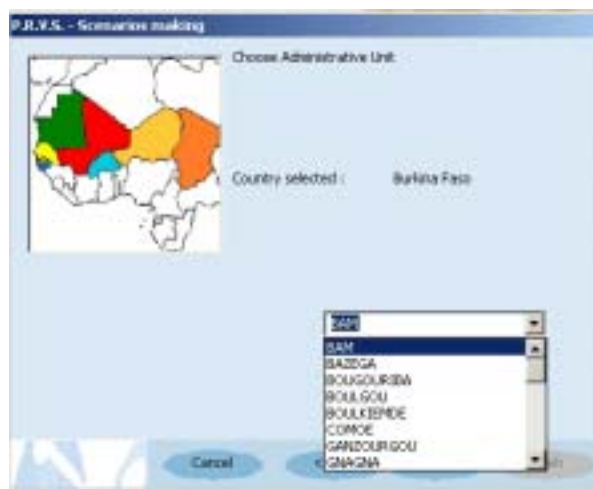 P.R.V.S. - Scenarios making
Choose Administrative Unit
Country selected : Burkina Faso
BAM
BAM
BAZEGA
BOUGOURIBA
BOULGOU
BOULKIEMDE
COMOE
GANZOURGOU
GNAGNA
Cancel
<